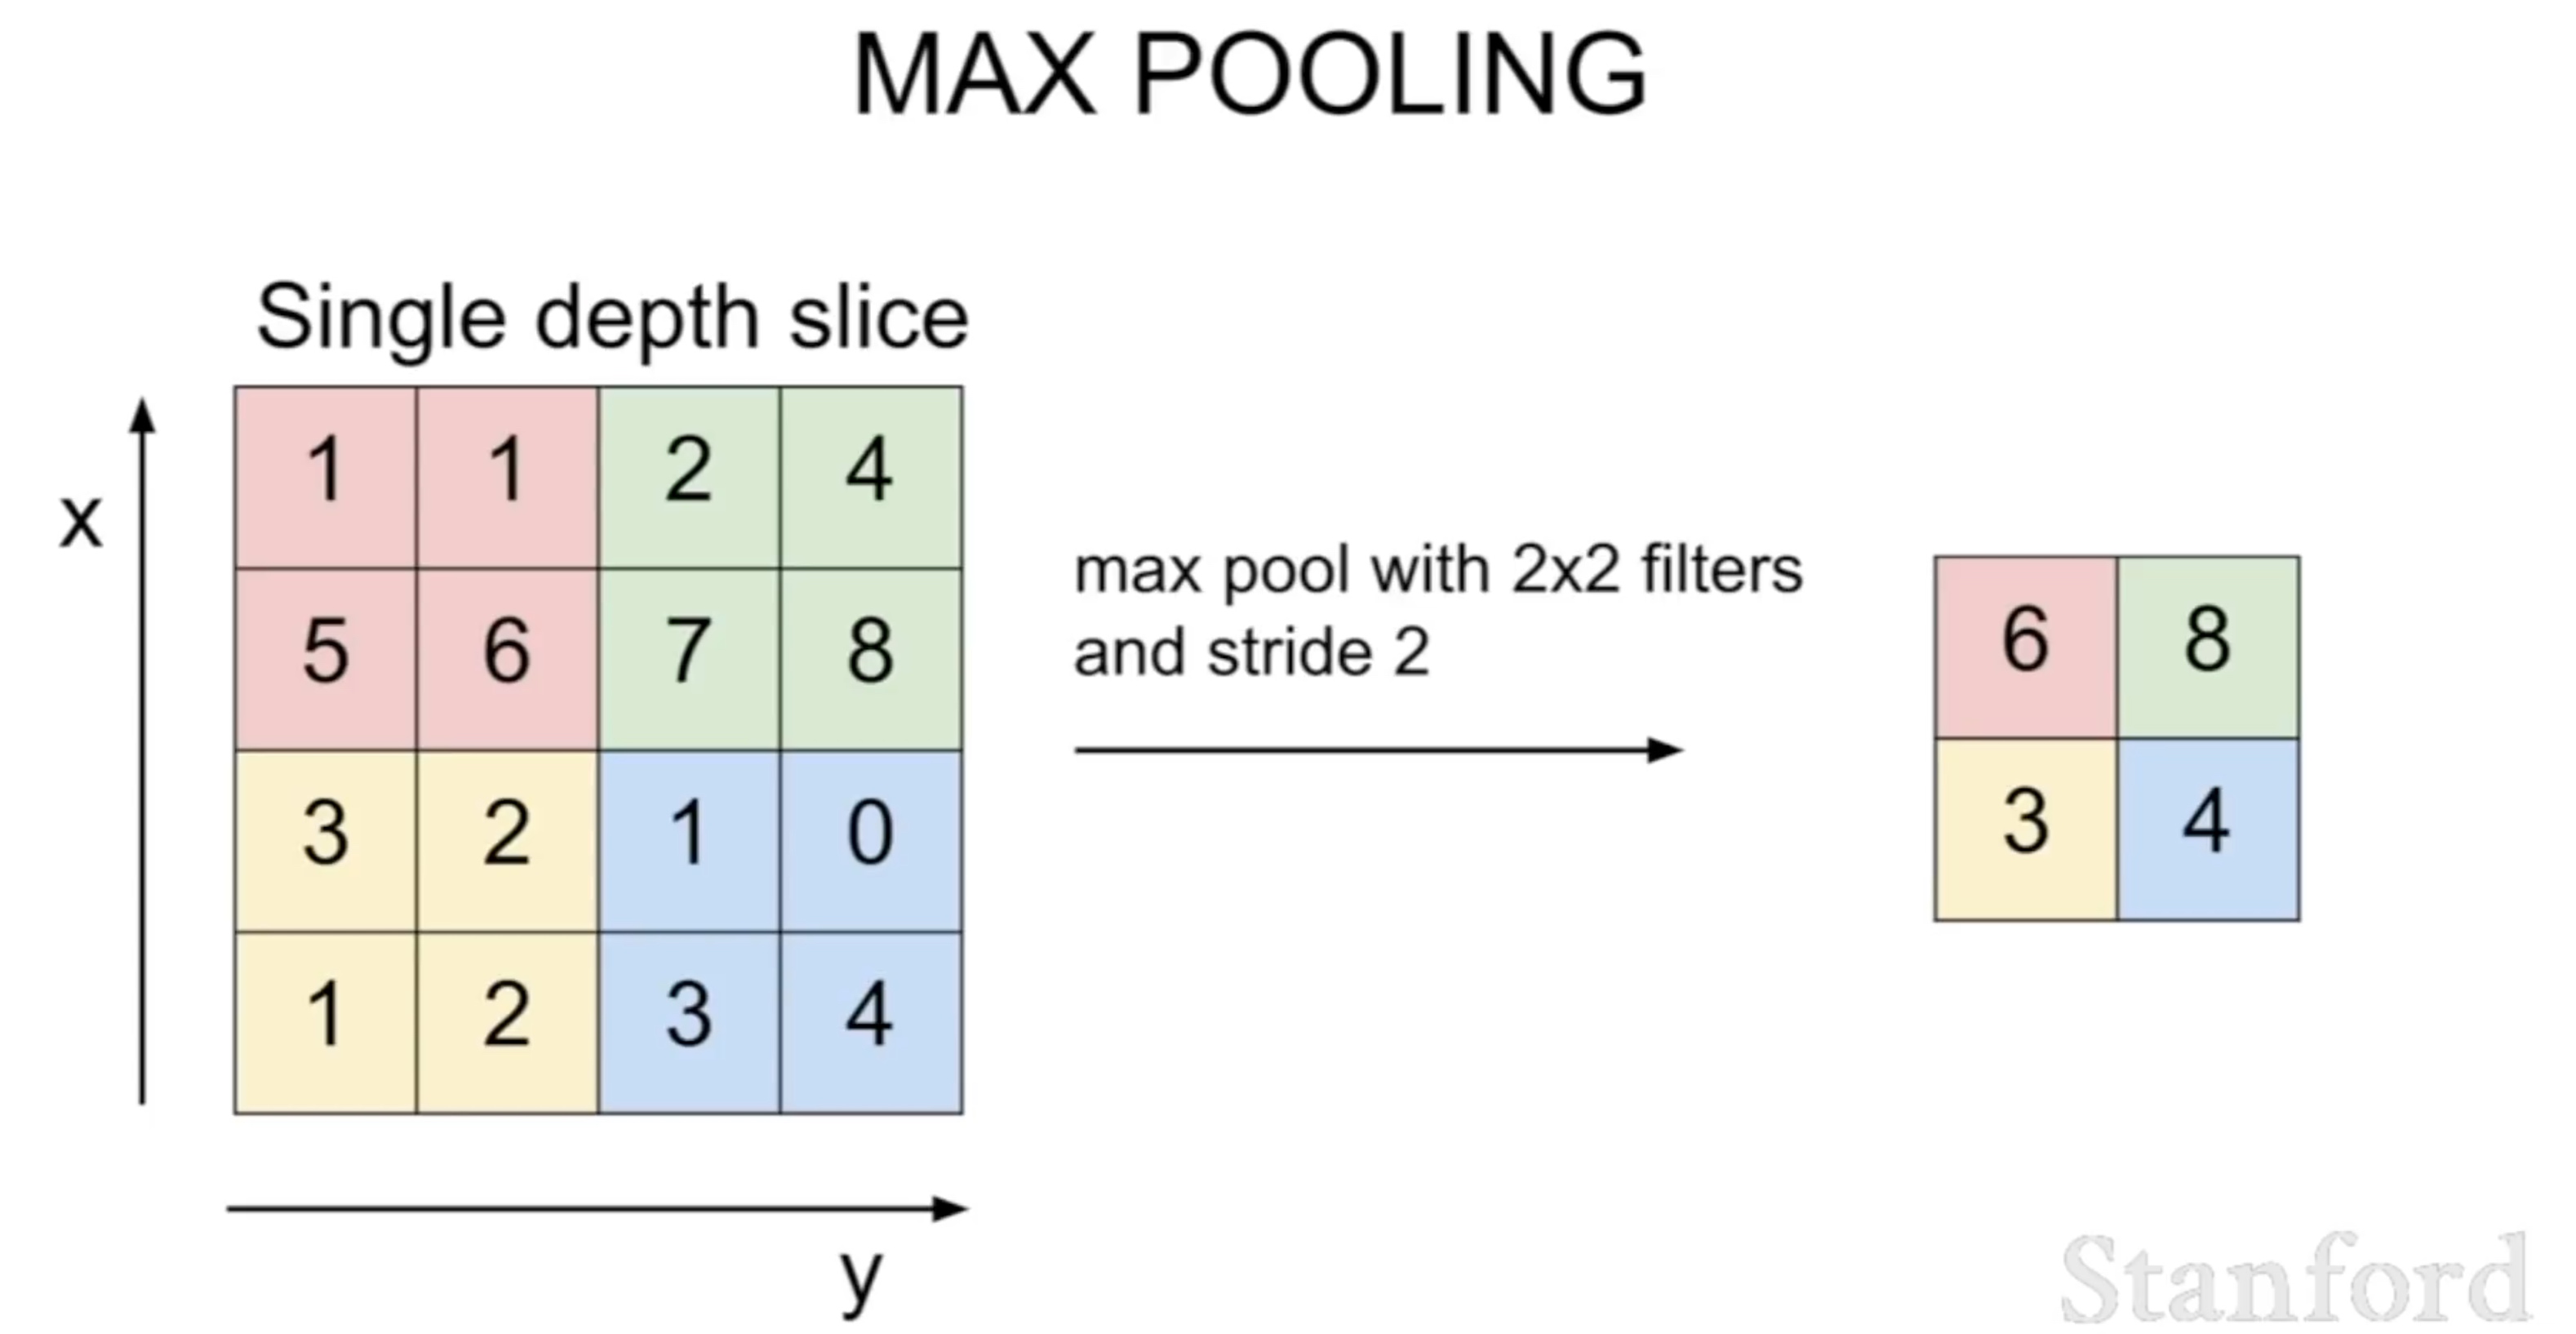 MAX POOLING
Single depth slice
x
1 1 2 4
5 6 7 8
3 2 1 0
1 2 3 4
y
max pool with 2x2 filters
and stride 2
6 8
3 4
Stanford